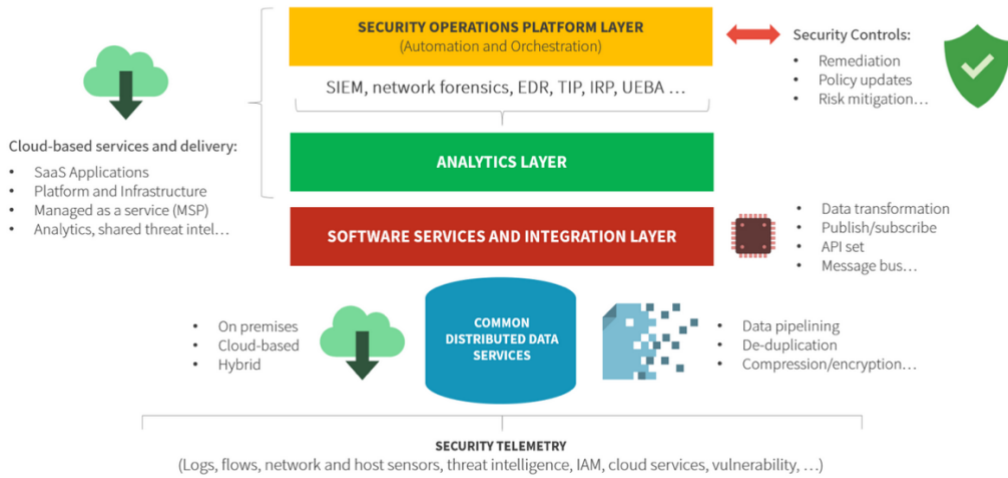 SECURITY OPERATIONS PLATFORM LAYER
(Automation and Orchestration)
Security Controls:
• Remediation
• Policy updates
• Risk mitigation…
SIEM, network forensics, EDR, TIP, IRP, UEBA …
Cloud-based services and delivery:
• SaaS Applications
• Platform and Infrastructure
• Managed as a service (MSP)
• Analytics, shared threat intel…
ANALYTICS LAYER
SOFTWARE SERVICES AND INTEGRATION LAYER
• Data transformation
• Publish/subscribe
• API set
• Message bus…
• On premises
• Cloud-based
• Hybrid
COMMON
DISTRIBUTED DATA
SERVICES
• Data pipelining
• De-duplication
• Compression/encryption…
SECURITY TELEMETRY
(Logs, flows, network and host sensors, threat intelligence, IAM, cloud services, vulnerability, …)